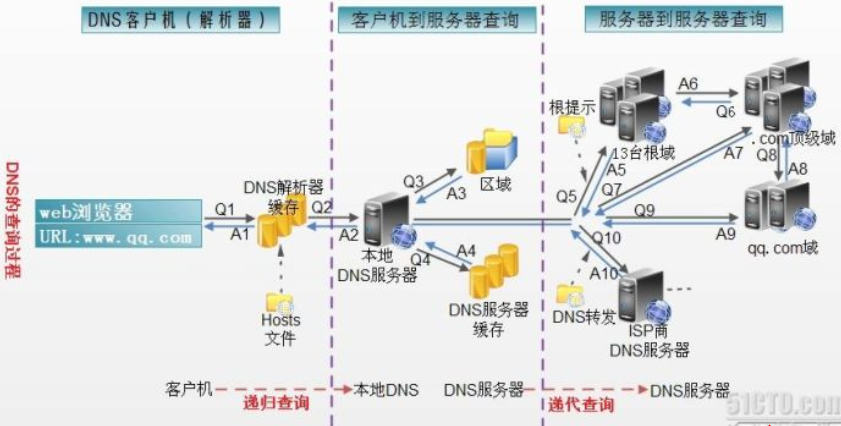 DNS客户机（解析器）
客户机到服务器查询
服务器到服务器查询
DNS的查询过程
web浏览器
URL:www.qq.com
Q1
A1
DNS解析器
缓存
Hosts
文件
Q2
A2
本地
DNS服务器
Q3
A3
区域
Q4
A4
DNS服务器
缓存
根提示
13台根域
A6
Q6
.com顶级域
Q5
A5
Q7
A7
Q8
A8
Q9
A9
qq.com域
Q10
A10
DNS转发
ISP商
DNS服务器
客户机
递归查询
本地DNS
DNS服务器
递代查询
DNS服务器
51CTO.com